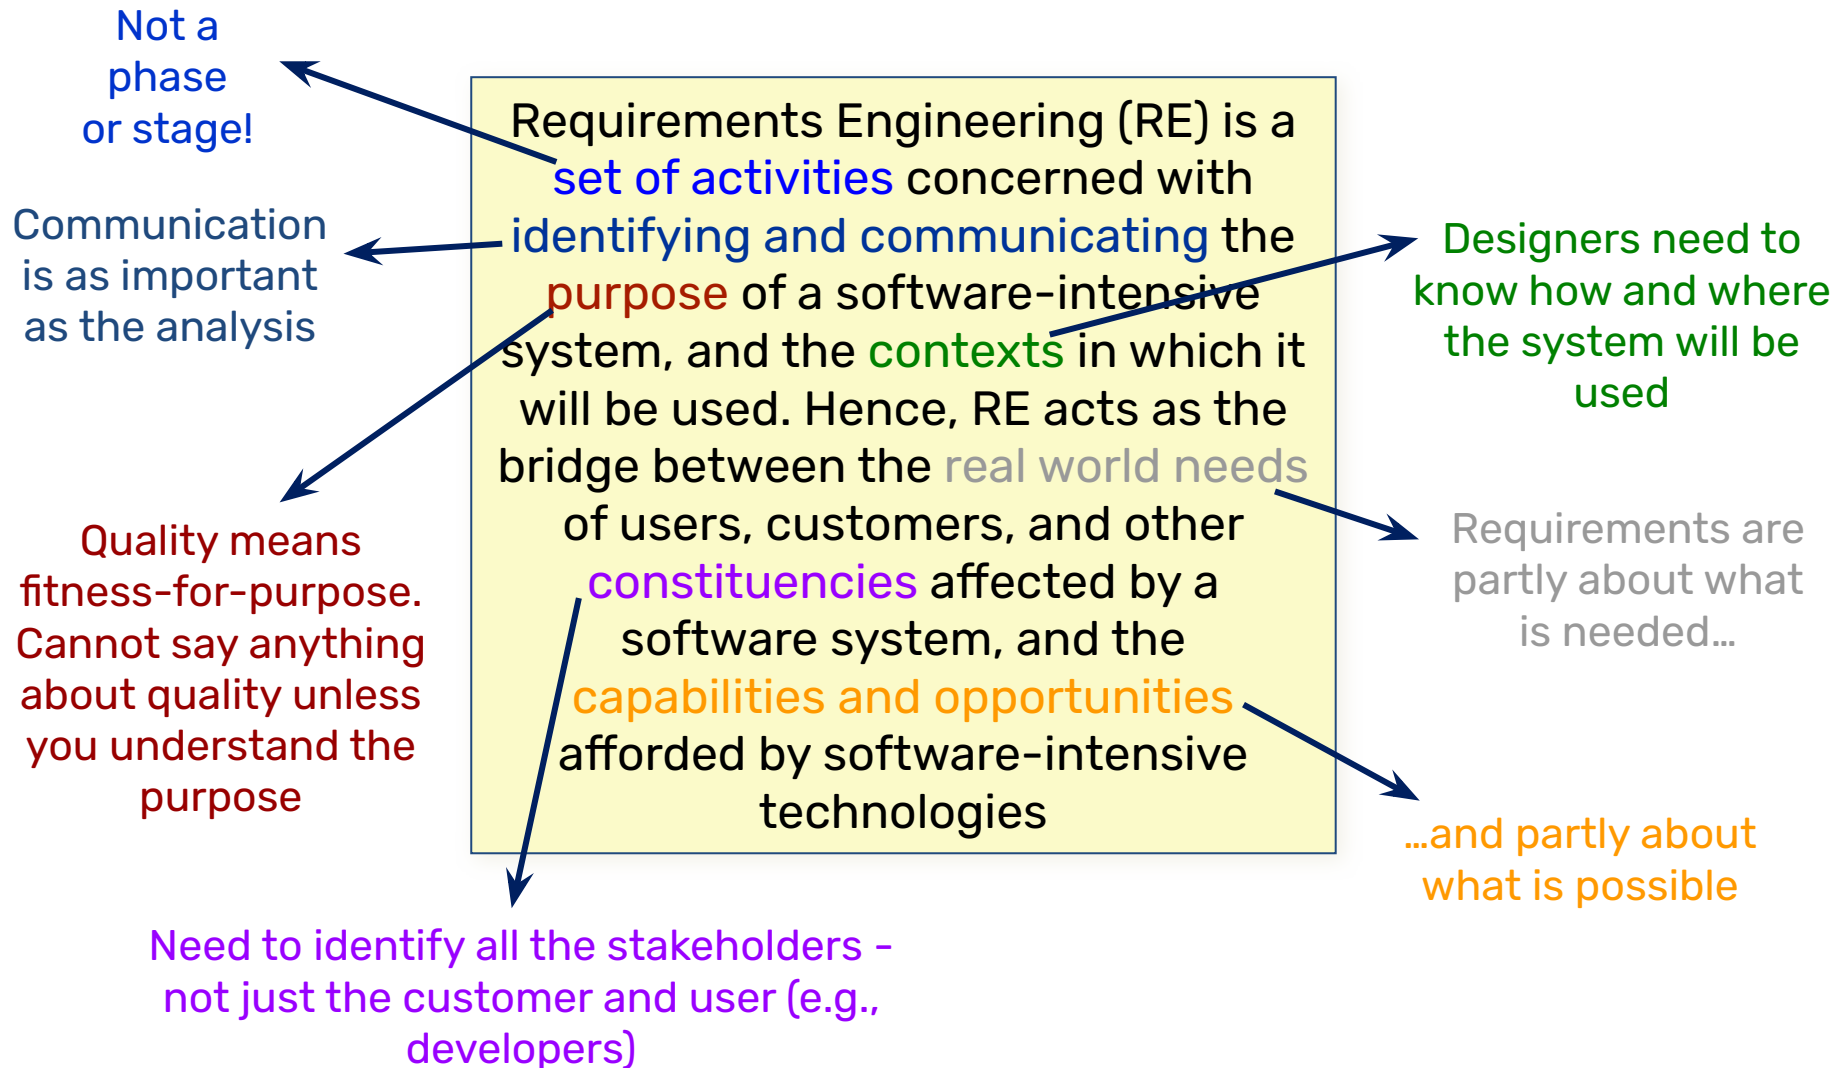 Not a
phase
or stage!
Communication
is as important
as the analysis
Quality means
fitness-for-purpose.
Cannot say anything
about quality unless
you understand the
purpose
Requirements Engineering (RE) is a
set of activities concerned with
identifying and communicating the
purpose of a software-intensive
system, and the contexts in which it
will be used. Hence, RE acts as the
bridge between the real world needs
of users, customers, and other
constituencies affected by a
software system, and the
capabilities and opportunities
afforded by software-intensive
technologies
Designers need to
know how and where
the system will be
used
Requirements are
partly about what
is needed…
…and partly about
what is possible
Need to identify all the stakeholders -
not just the customer and user (e.g.,
developers)